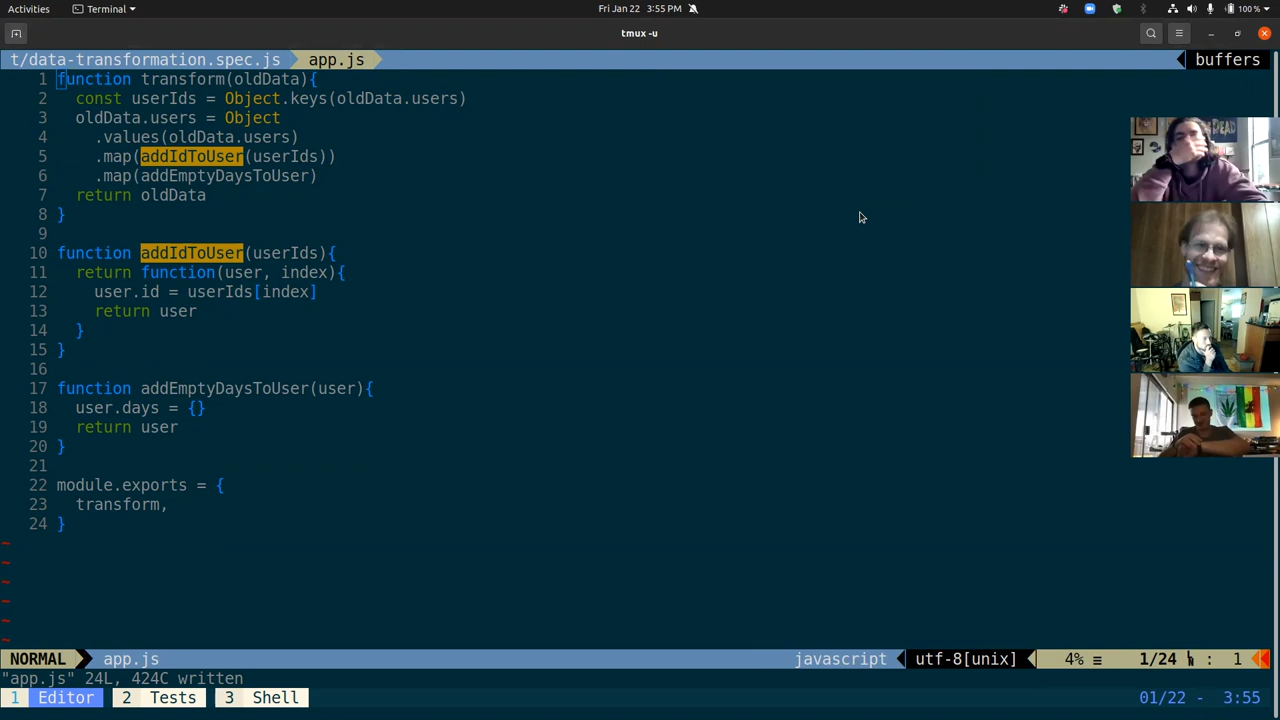 Activities Terminal Fri Jan 22 3:55 PM 100 %
tmux -u
t/data-transformation.spec.js app.js buffers
1 function transform(oldData){
2 const userIds = Object.keys(oldData.users)
3 oldData.users = Object
4 .values(oldData.users)
5 .map(addIdToUser(userIds))
6 .map(addEmptyDaysToUser)
7 return oldData
8 }
9
10 function addIdToUser(userIds){
11 return function(user, index){
12 user.id = userIds[index]
13 return user
14 }
15 }
16
17 function addEmptyDaysToUser(user){
18 user.days = {}
19 return user
20 }
21
22 module.exports = {
23 transform,
24 }
~
~
~
~
~
~
NORMAL app.js javascript utf-8[unix] 4% ≡ 1/24 : 1
"app.js" 24L, 424C written
1 Editor 2 Tests 3 Shell 01/22 - 3:55